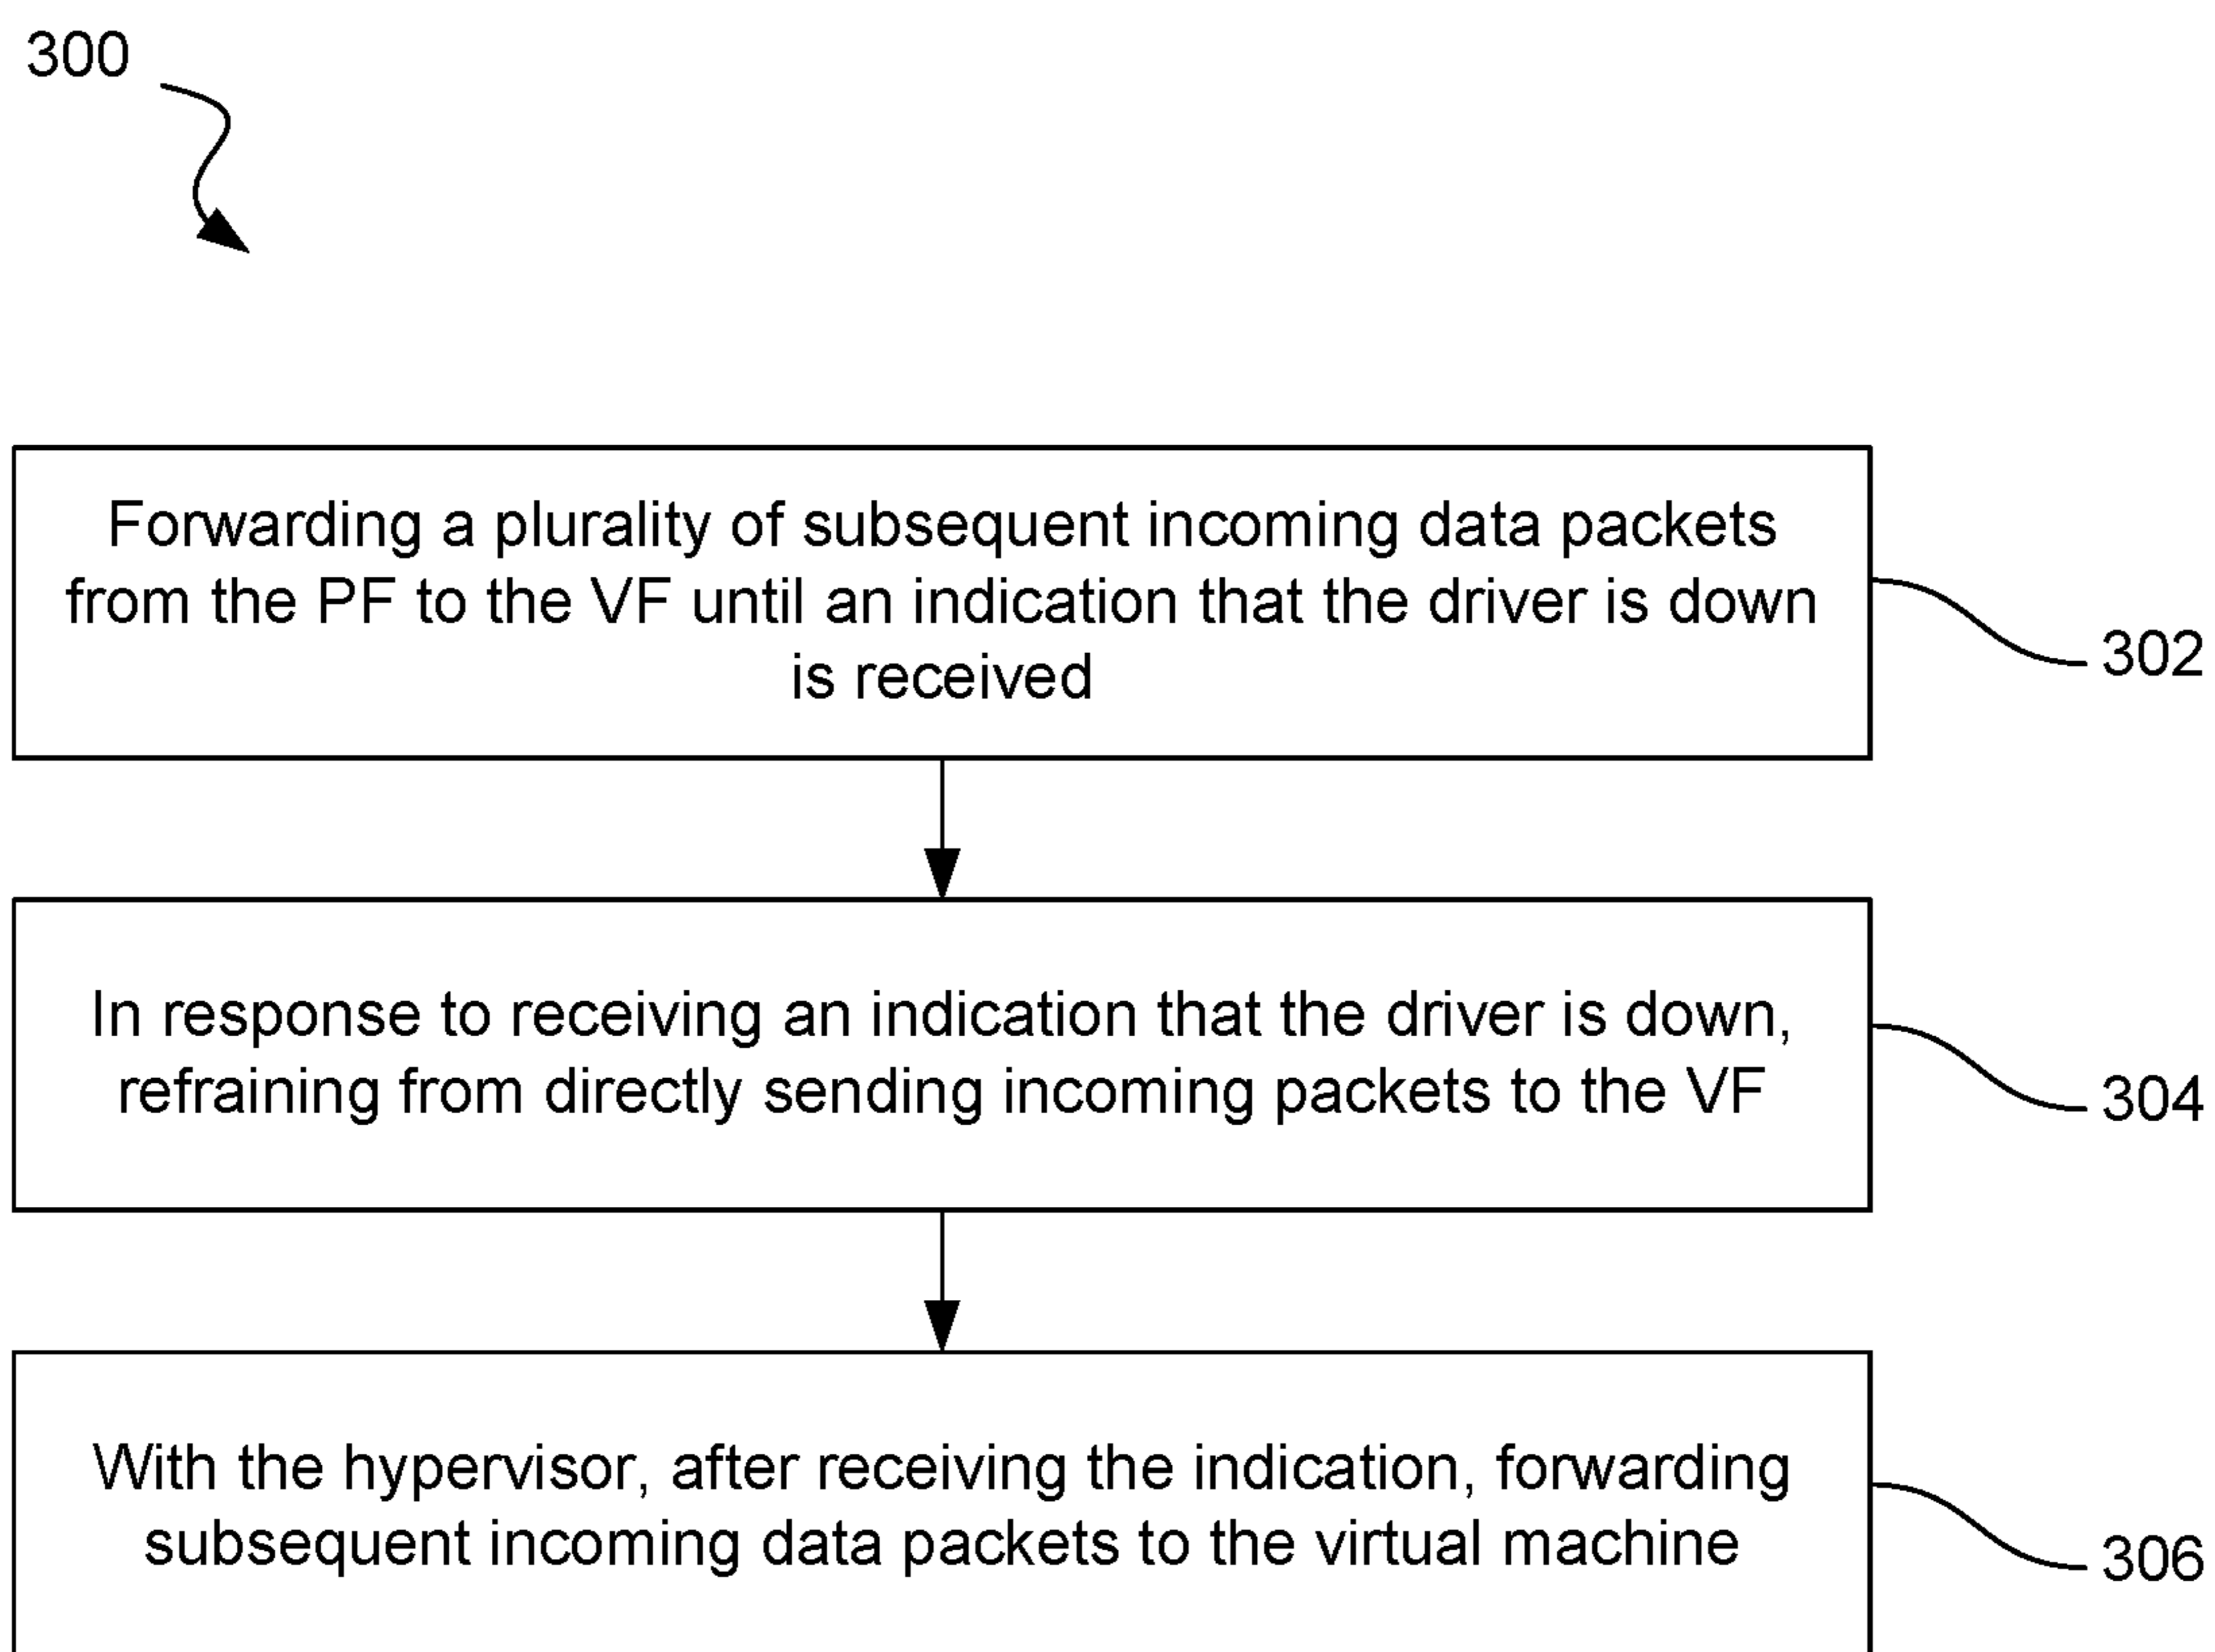 300
Forwarding a plurality of subsequent incoming data packets
from the PF to the VF until an indication that the driver is down
is received
302
In response to receiving an indication that the driver is down,
refraining from directly sending incoming packets to the VF
304
With the hypervisor, after receiving the indication, forwarding
subsequent incoming data packets to the virtual machine
306